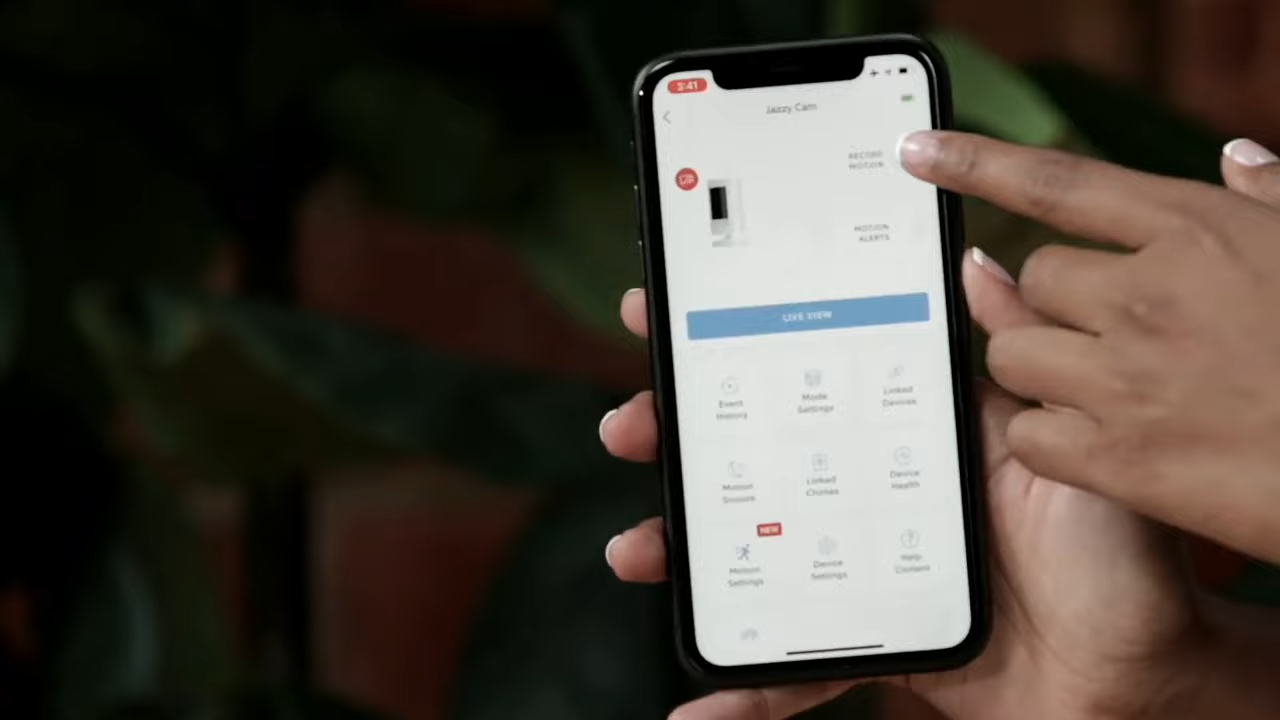 3:41
Jazzy Cam
RECORD
MOTION
MOTION
ALERTS
LIVE VIEW
Event
History
Mode
Settings
Linked
Devices
Motion
Snooze
Linked
Chimes
Device
Health
NEW
Motion
Settings
Device
Settings
Help
Content